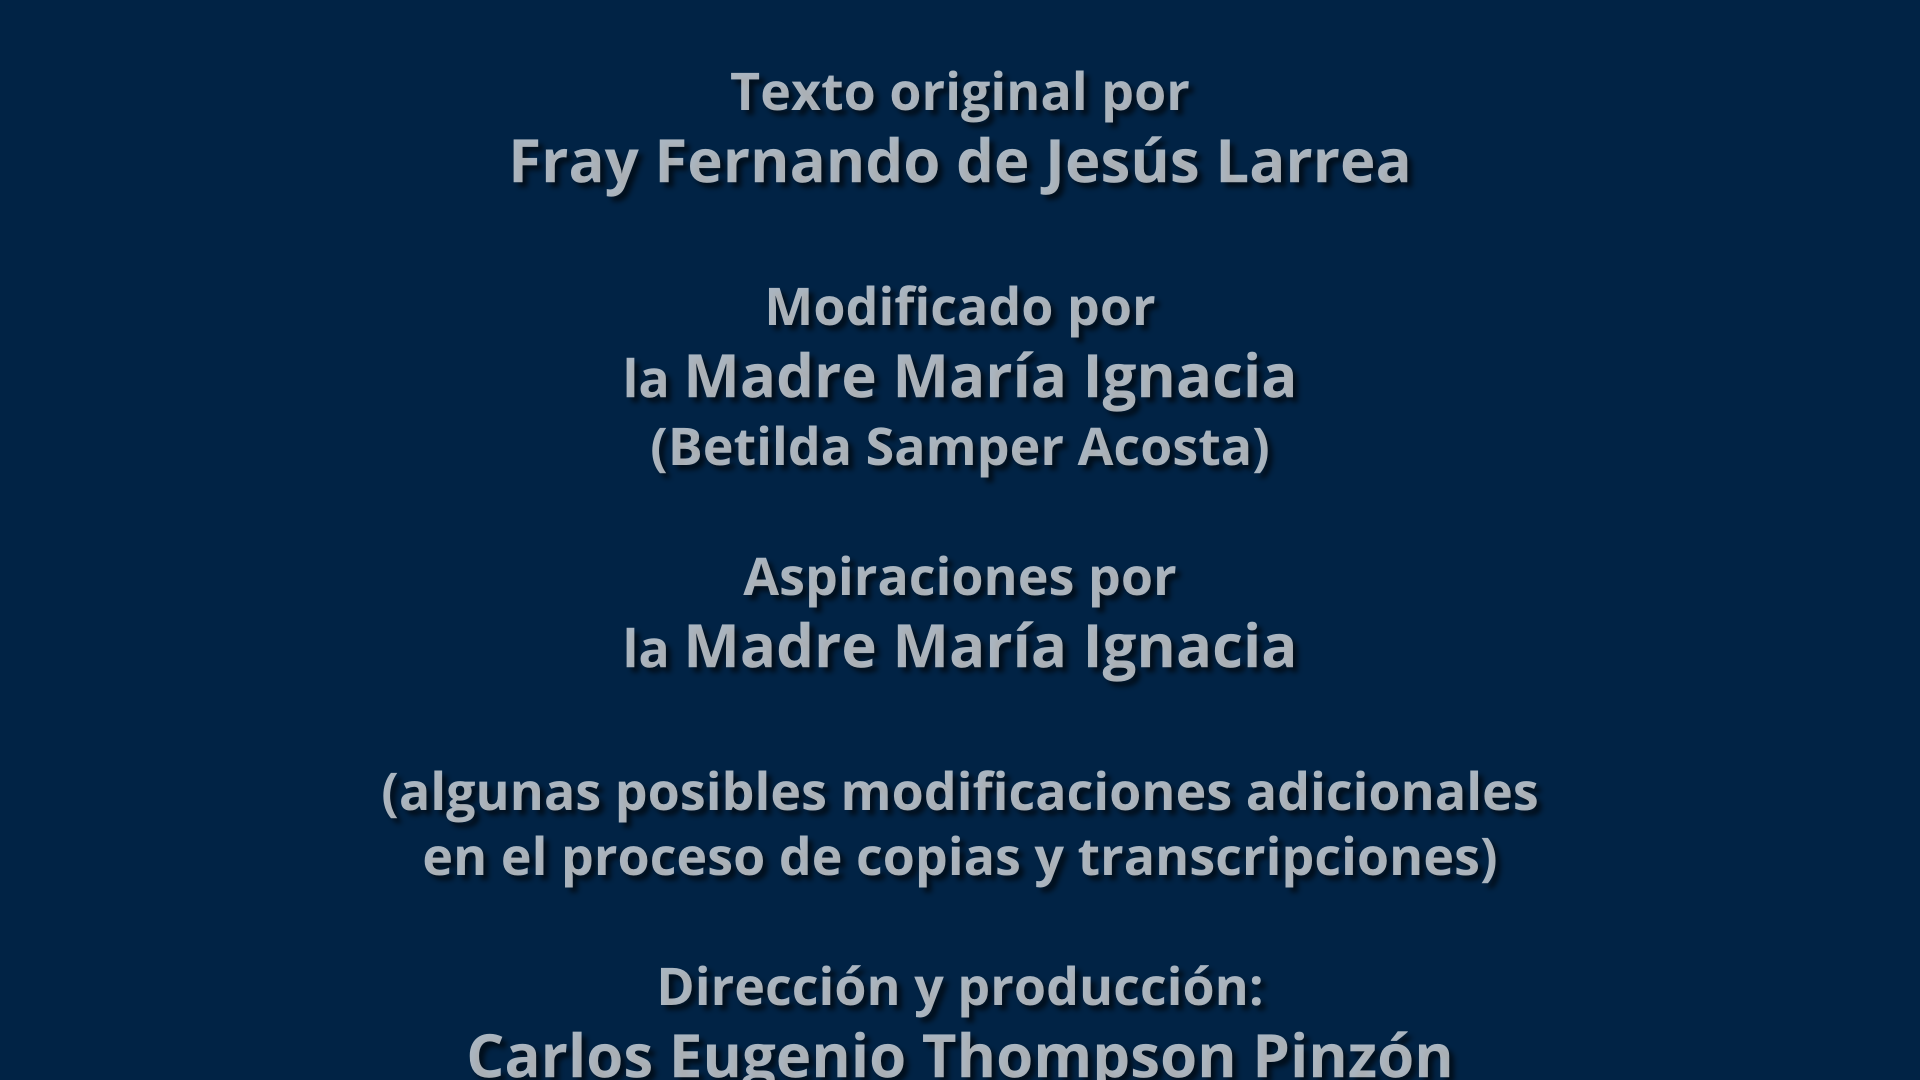 Texto original por
Fray Fernando de Jesús Larrea
Modificado por
la Madre María Ignacia
(Betilda Samper Acosta)
Aspiraciones por
la Madre María Ignacia
(algunas posibles modificaciones adicionales
en el proceso de copias y transcripciones)
Dirección y producción:
Carlos Eugenio Thompson Pinzón